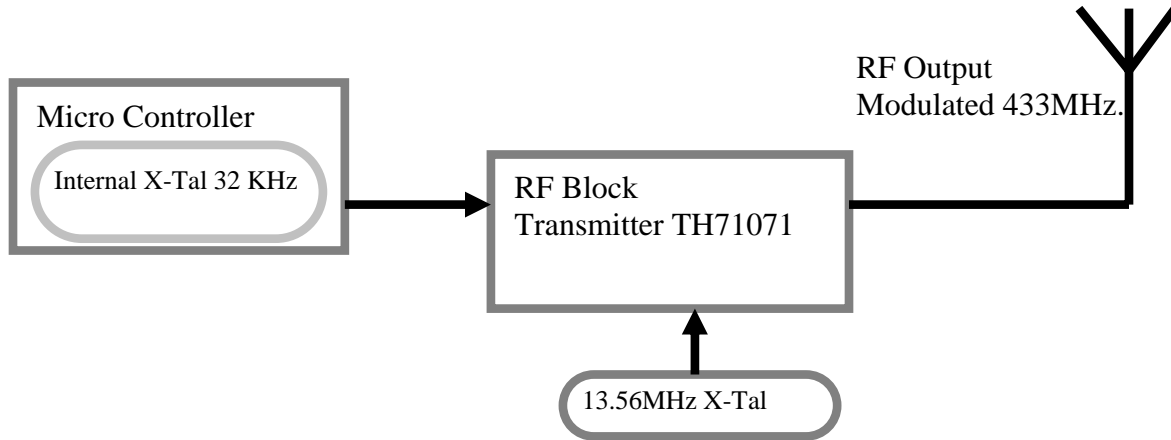 RF Output
Modulated 433MHz.
Micro Controller
Internal X-Tal 32 KHz
RF Block
Transmitter TH71071
13.56MHz X-Tal